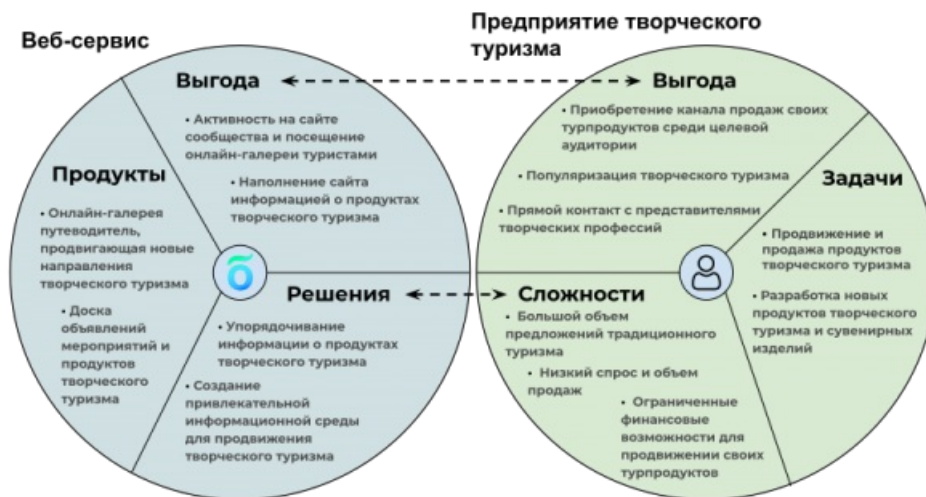 Веб-сервис
Выгода
• Активность на сайте
сообщества и посещение
онлайн-галереи туристами
• Наполнение сайта
информацией о продуктах
творческого туризма
Продукты
• Онлайн-галерея
путеводитель,
продвигающая новые
направления
творческого туризма
• Доска
объявлений
мероприятий и
продуктов
творческого
туризма
Решения
• Упорядочивание
информации о продуктах
творческого туризма
• Создание
привлекательной
информационной среды
для продвижения
творческого туризма
Предприятие творческого
туризма
Выгода
• Приобретение канала продаж своих
турпродуктов среди целевой
аудитории
• Популяризация творческого туризма
• Прямой контакт с представителями
творческих профессий
Задачи
• Продвижение и
продажа продуктов
творческого туризма
• Разработка новых
продуктов творческого
туризма и сувенирных
изделий
Сложности
• Большой объем
предложений традиционного
туризма
• Низкий спрос и объем
продаж
• Ограниченные
финансовые
возможности для
продвижении своих
турпродуктов